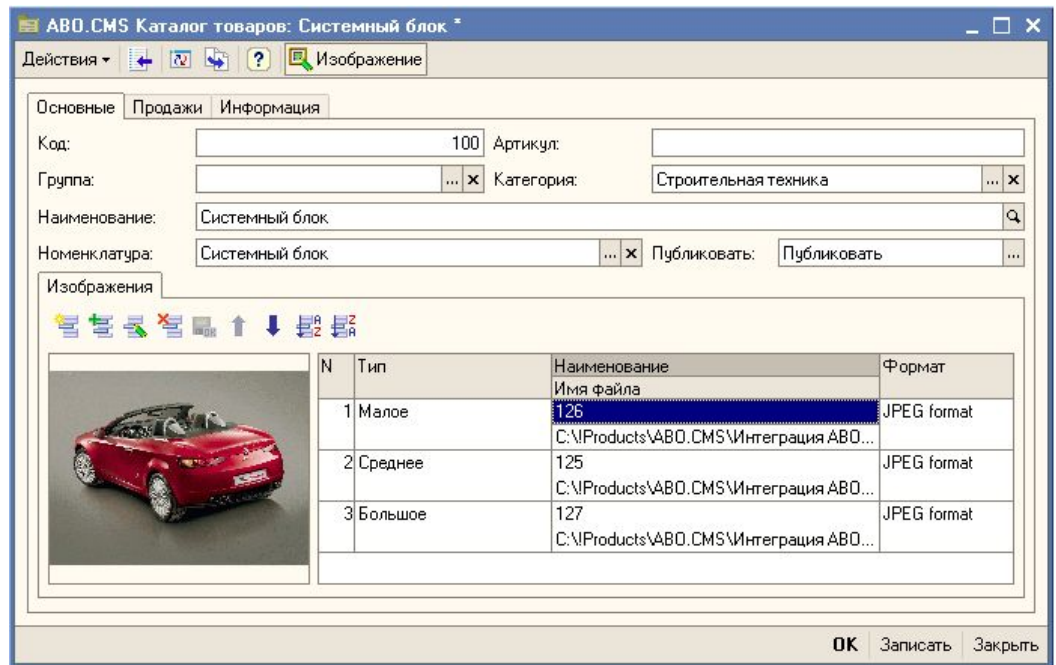 ABO.CMS Каталог товаров: Системный блок *
Действия Изображение
Основные Продажи Информация
Код: 100 Артикул:
Группа: ... x Категория: Строительная техника ... x
Наименование: Системный блок
Номенклатура: Системный блок ... x Публиковать: Публиковать ...
Изображения
N Тип Наименование Формат
Имя файла
1 Малое 126 JPEG format
C:\!Products\ABO.CMS\Интеграция ABO...
2 Среднее 125 JPEG format
C:\!Products\ABO.CMS\Интеграция ABO...
3 Большое 127 JPEG format
C:\!Products\ABO.CMS\Интеграция ABO...
OK Записать Закрыть